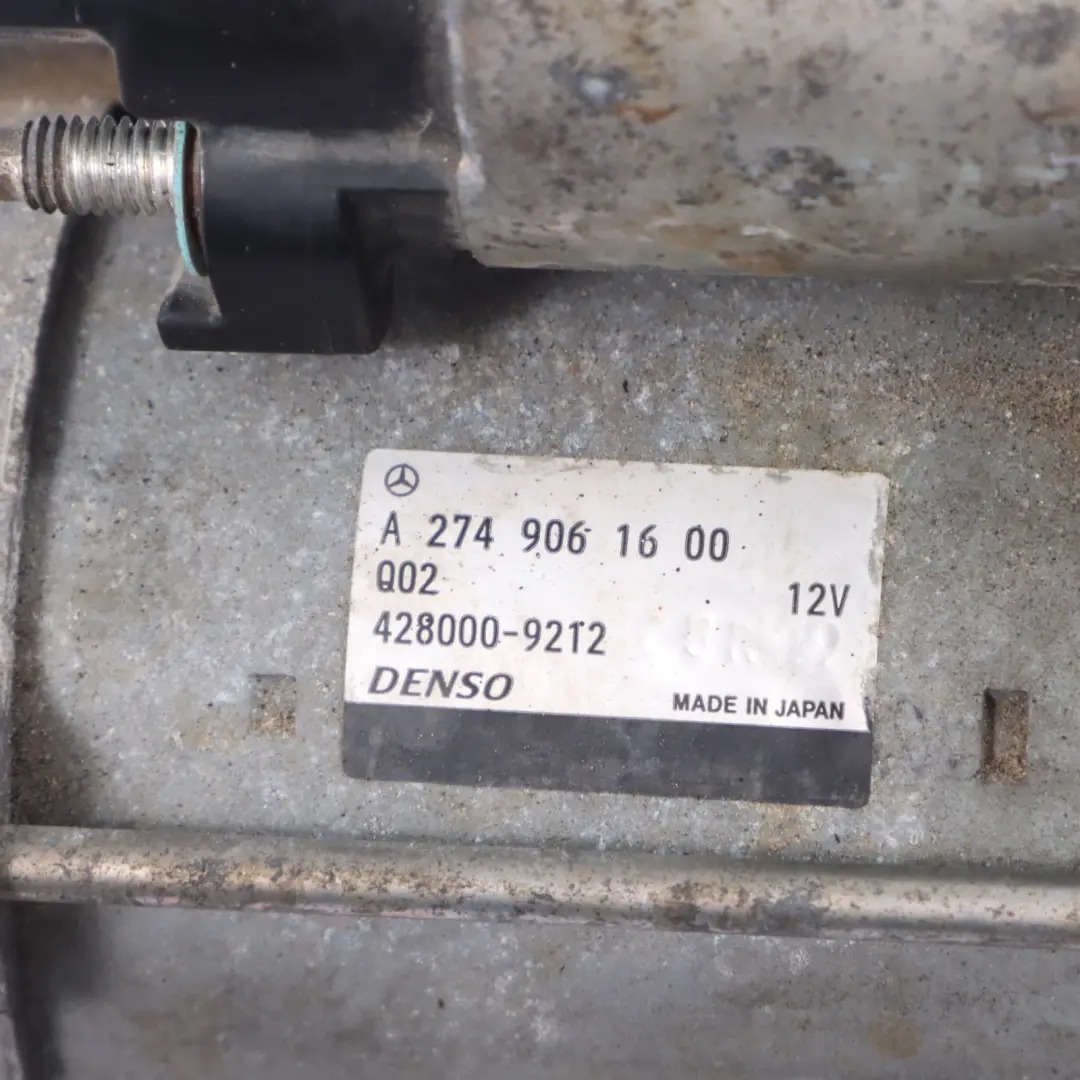 A 274 906 16 00
Q02
12V
428000-9212
DENSO
MADE IN JAPAN